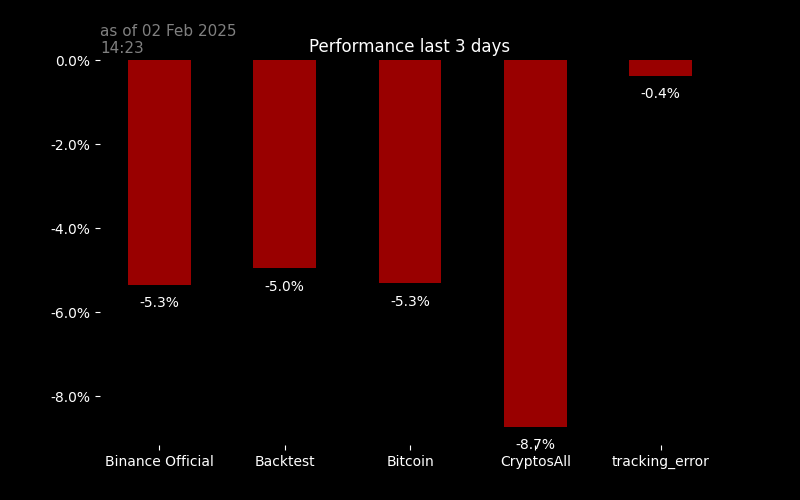 as of 02 Feb 2025
14:23
Performance last 3 days
0.0%
-2.0%
-4.0%
-6.0%
-8.0%
-5.3%
-5.0%
-5.3%
-8.7%
-0.4%
Binance Official
Backtest
Bitcoin
CryptosAll
tracking_error